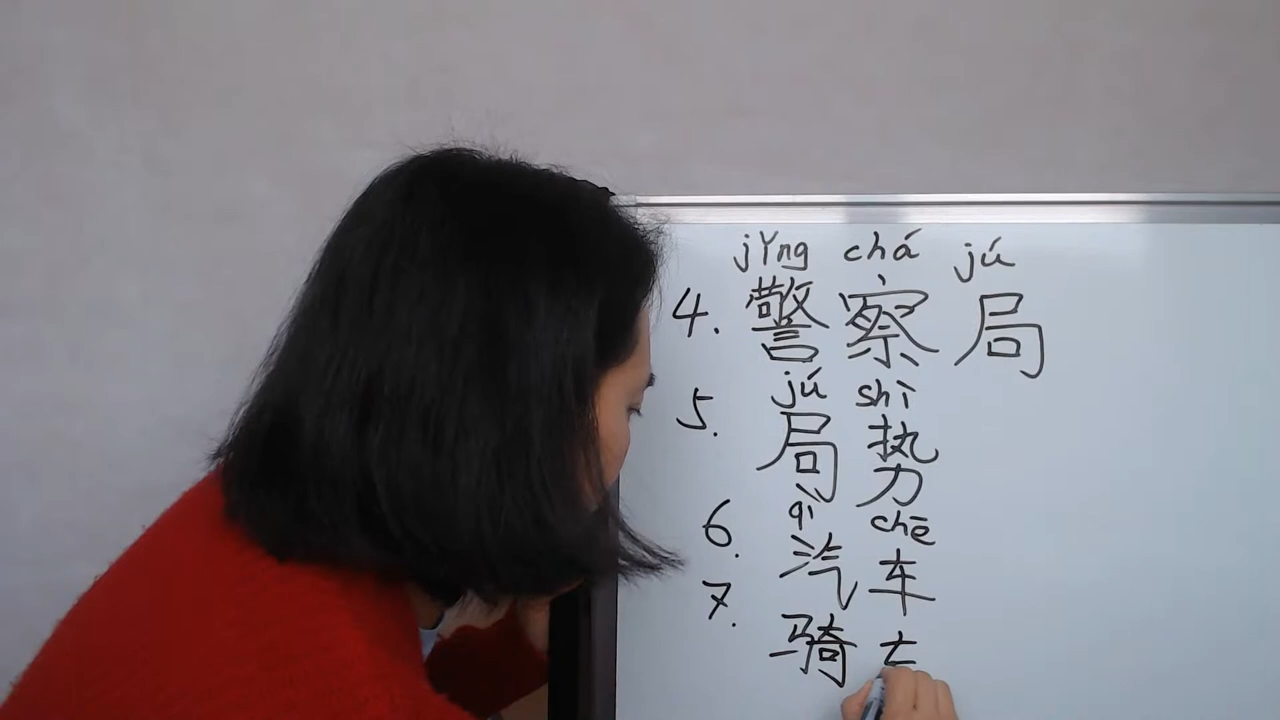 jǐng chá jú
4. 警察局
jú shì
5. 局势
qì chē
6. 汽车
7. 骑